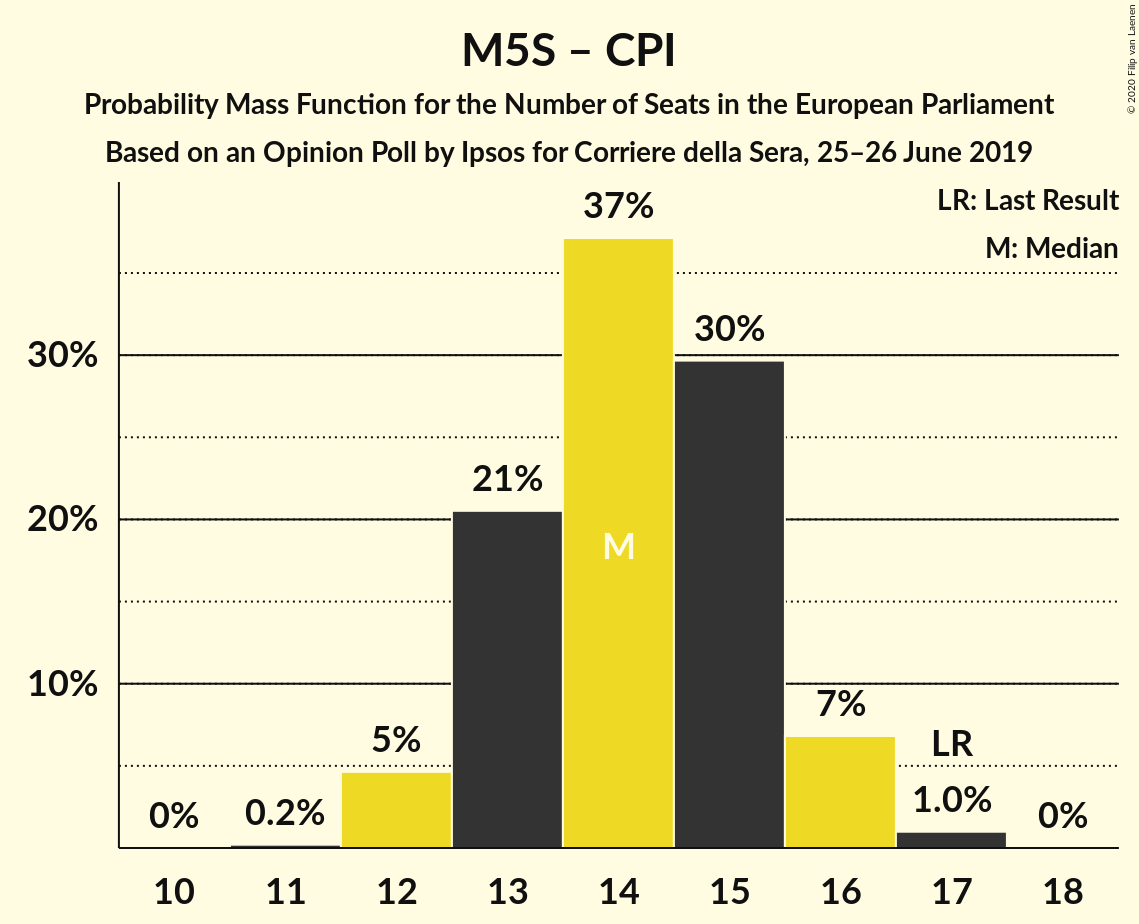 M5S – CPI
Probability Mass Function for the Number of Seats in the European Parliament
Based on an Opinion Poll by Ipsos for Corriere della Sera, 25–26 June 2019
© 2020 Filip van Laenen
LR: Last Result
M: Median
37%
30%
30%
21%
20%
M
10%
7%
5%
LR
1.0%
0%
0.2%
0%
10 11 12 13 14 15 16 17 18